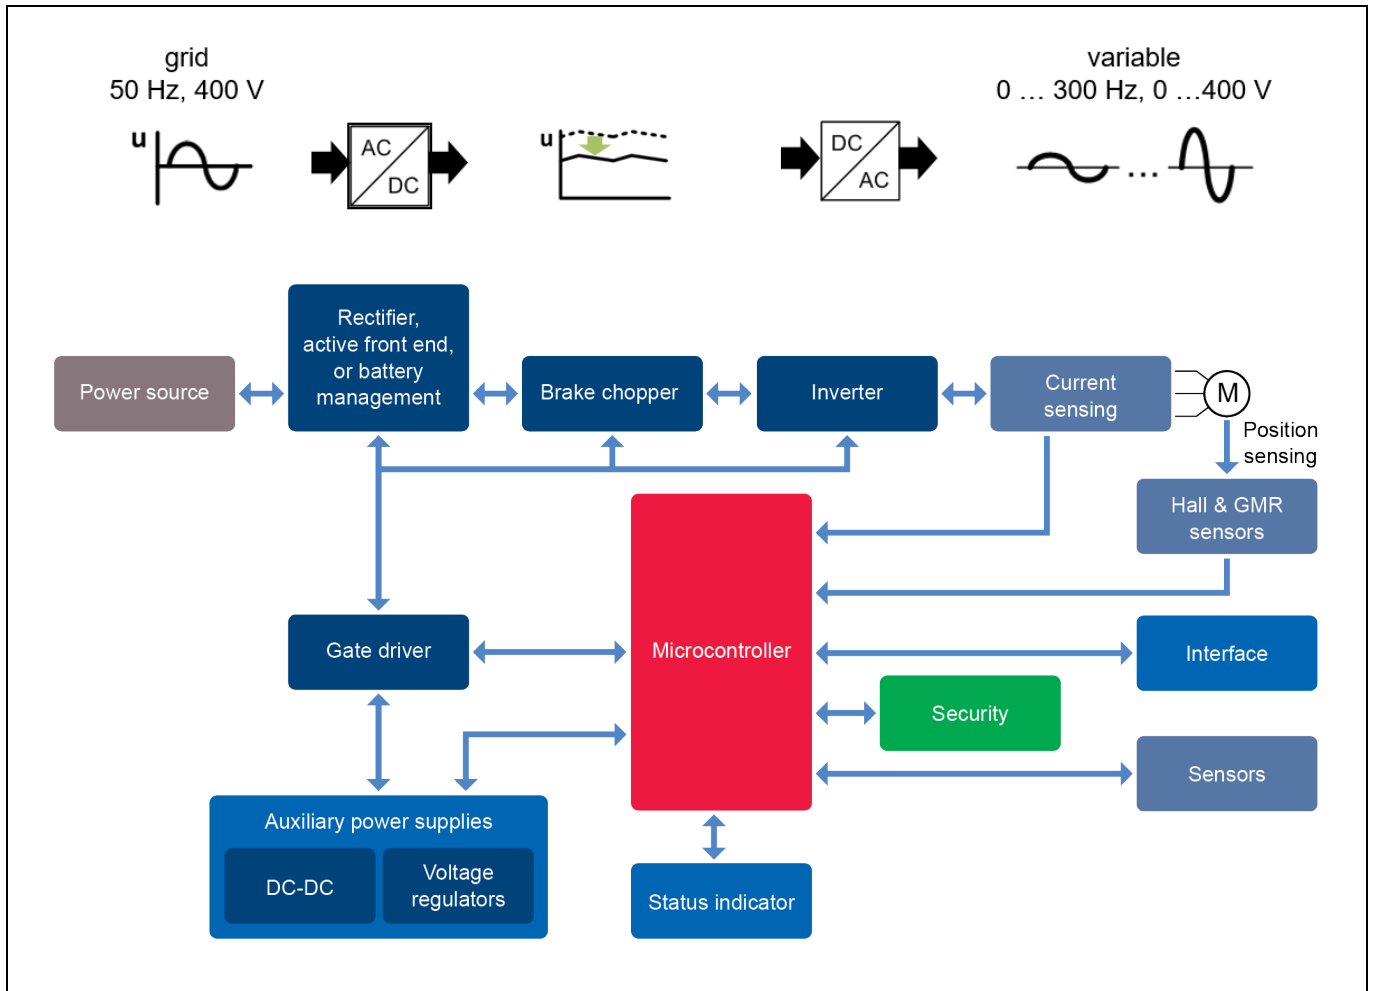 grid
50 Hz, 400 V
variable
0 … 300 Hz, 0 …400 V
u
AC
DC
u
DC
AC
…
Rectifier,
active front end,
or battery
management
Power source
Brake chopper
Inverter
Current
sensing
M
Position
sensing
Hall & GMR
sensors
Gate driver
Microcontroller
Interface
Security
Sensors
Auxiliary power supplies
DC-DC
Voltage
regulators
Status indicator